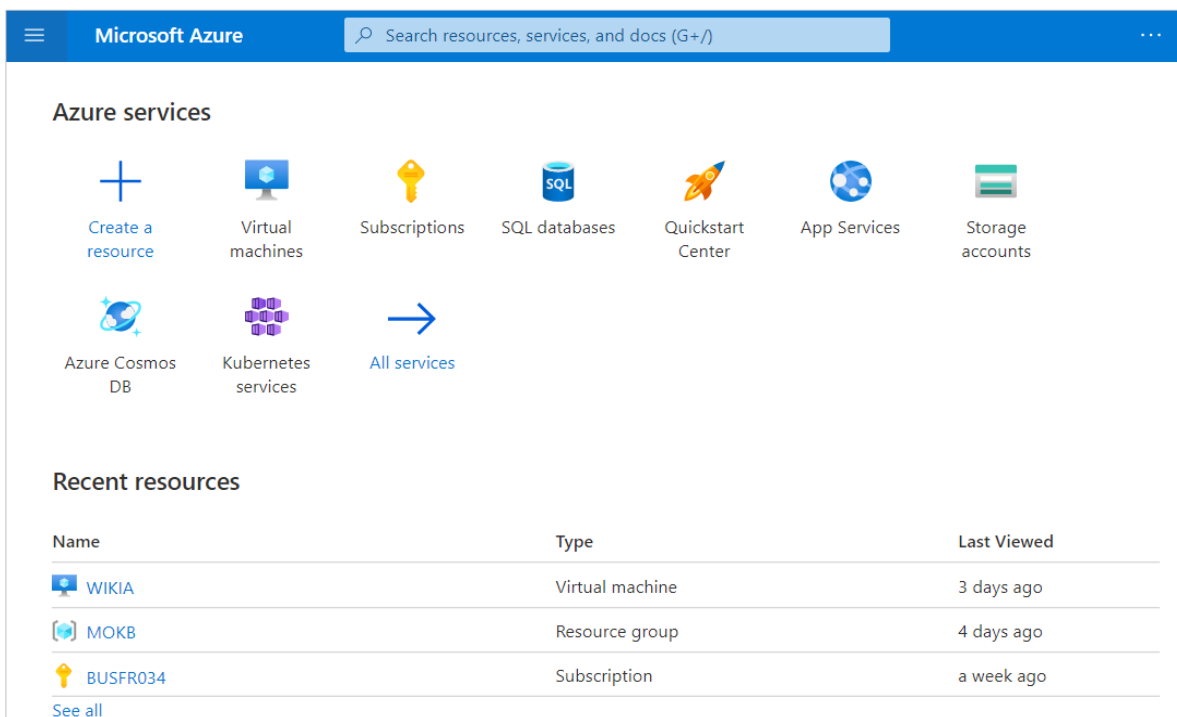 Microsoft Azure
Search resources, services, and docs (G+/)
...
Azure services
Create a
resource
Virtual
machines
Subscriptions
SQL
SQL databases
Quickstart
Center
App Services
Storage
accounts
Azure Cosmos
DB
Kubernetes
services
All services
Recent resources
Name Type Last Viewed
WIKIA Virtual machine 3 days ago
MOKB Resource group 4 days ago
BUSFR034 Subscription a week ago
See all